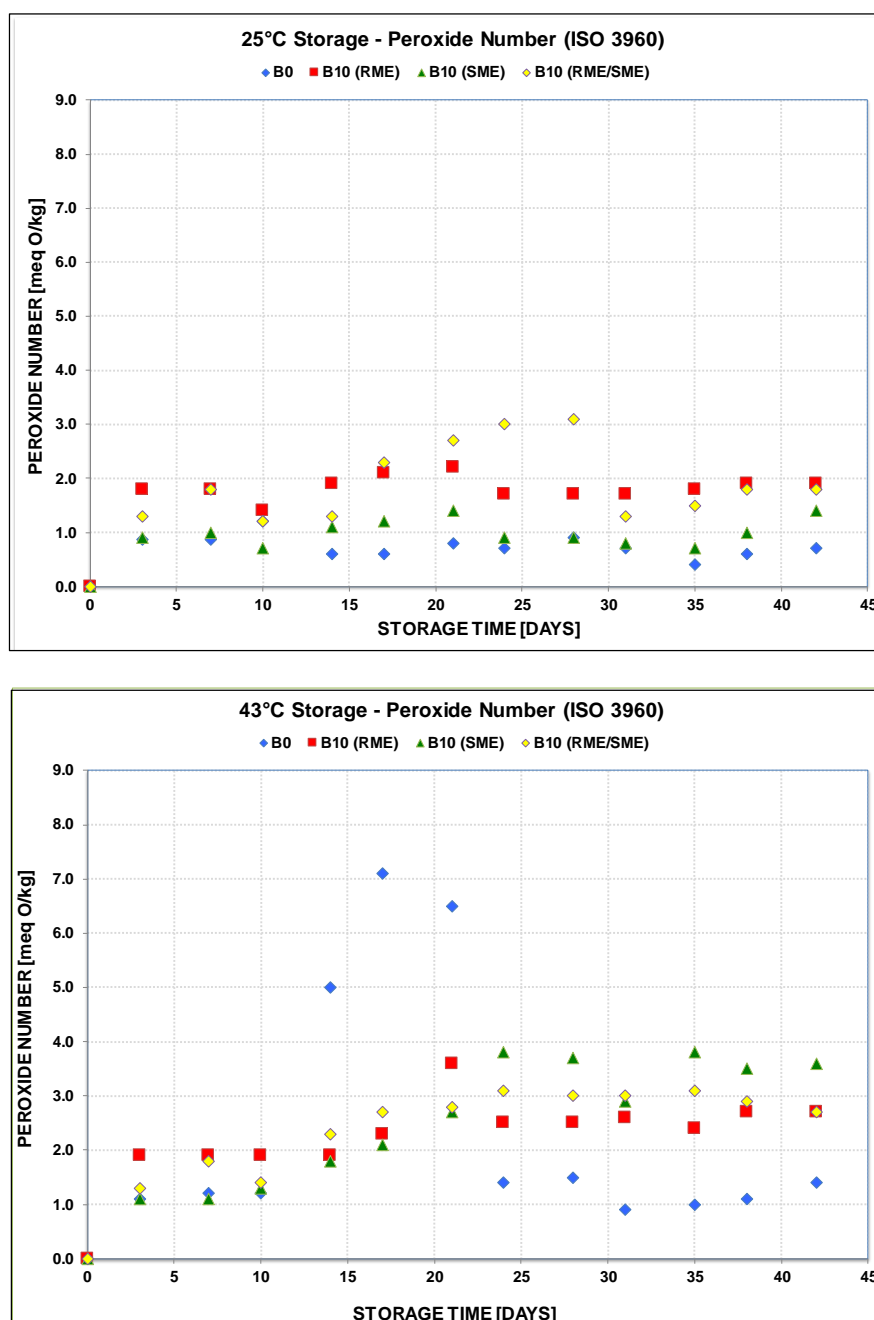 25°C Storage - Peroxide Number (ISO 3960)
B0 B10 (RME) B10 (SME) B10 (RME/SME)
9.0
8.0
7.0
6.0
5.0
4.0
3.0
2.0
1.0
0.0
PEROXIDE NUMBER [meq O/kg]
0 5 10 15 20 25 30 35 40 45
STORAGE TIME [DAYS]
43°C Storage - Peroxide Number (ISO 3960)
B0 B10 (RME) B10 (SME) B10 (RME/SME)
9.0
8.0
7.0
6.0
5.0
4.0
3.0
2.0
1.0
0.0
PEROXIDE NUMBER [meq O/kg]
0 5 10 15 20 25 30 35 40 45
STORAGE TIME [DAYS]